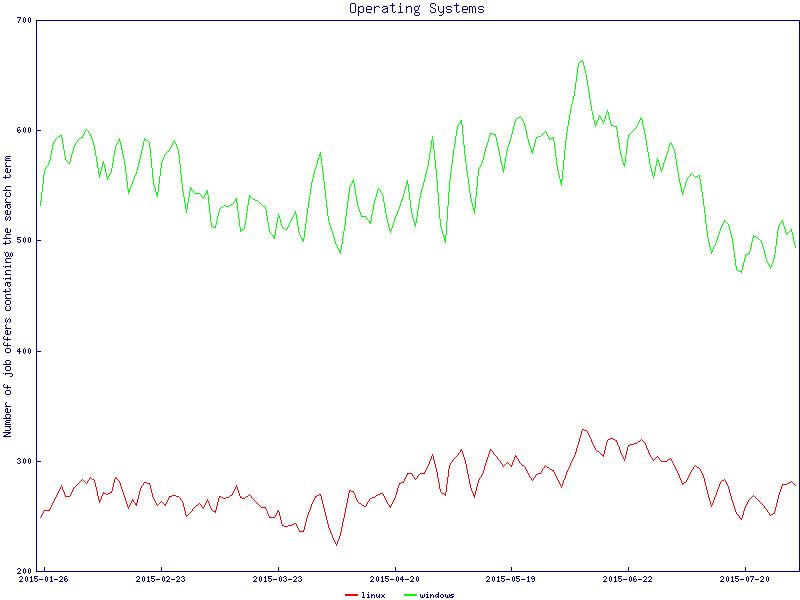 Operating Systems
Number of job offers containing the search term
700
600
500
400
300
200
2015-01-26 2015-02-23 2015-03-23 2015-04-20 2015-05-19 2015-06-22 2015-07-20
linux windows